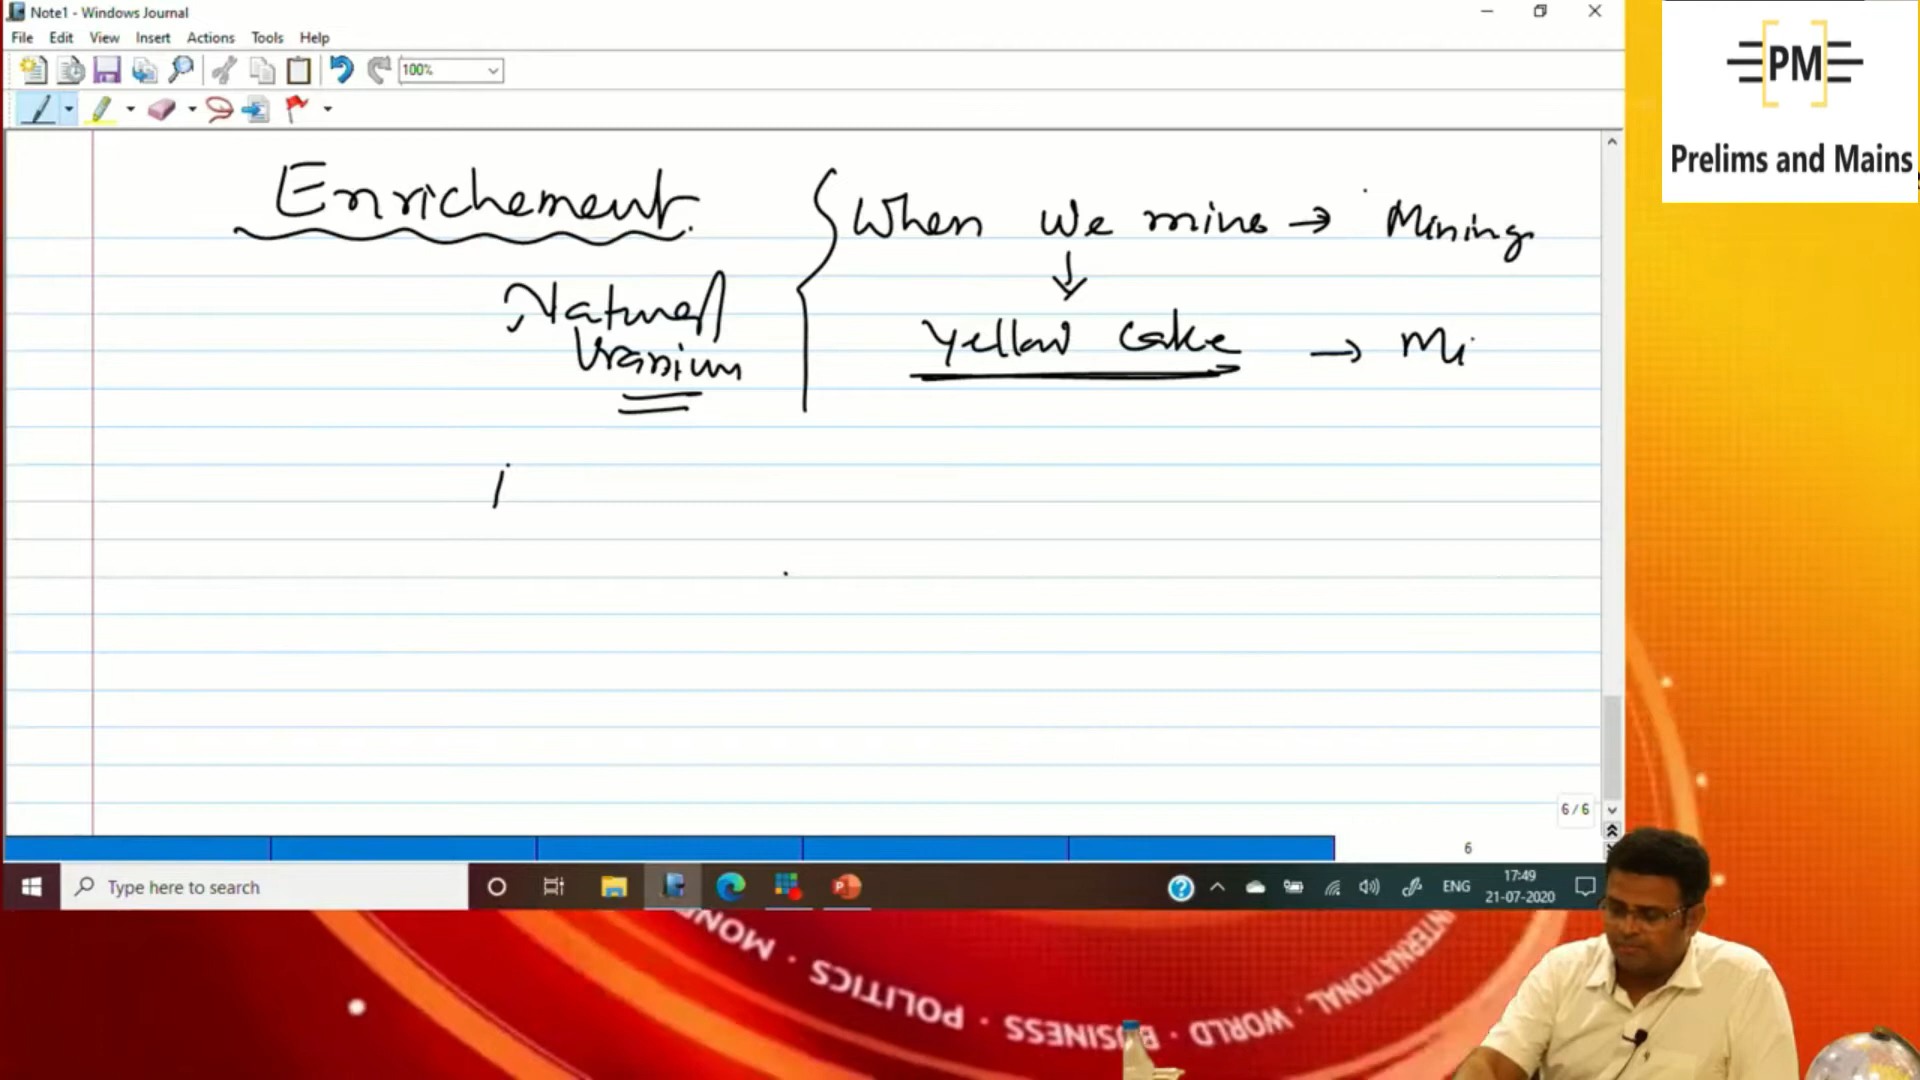 Note1 - Windows Journal
File Edit View Insert Actions Tools Help
100%
PM
Prelims and Mains
Enrichement
When we mine → Mining
Natural
Uranium
↓
Yellow Cake → Mi
i
6 / 6
6
Type here to search
ENG
17:49
21-07-2020
MONE · POLITICS · BUSINESS · WORLD · INTERNATIONAL